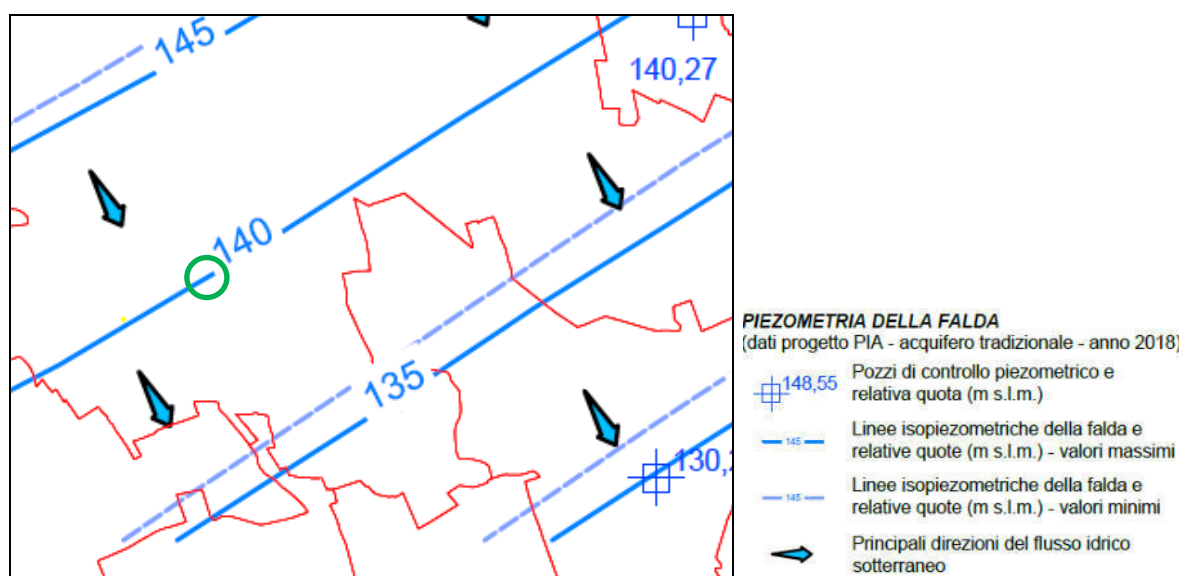 145
140,27
140
135
130,2
PIEZOMETRIA DELLA FALDA
(dati progetto PIA - acquifero tradizionale - anno 2018)
148,55
Pozzi di controllo piezometrico e
relativa quota (m s.l.m.)
145
Linee isopiezometriche della falda e
relative quote (m s.l.m.) - valori massimi
145
Linee isopiezometriche della falda e
relative quote (m s.l.m.) - valori minimi
Principali direzioni del flusso idrico
sotterraneo